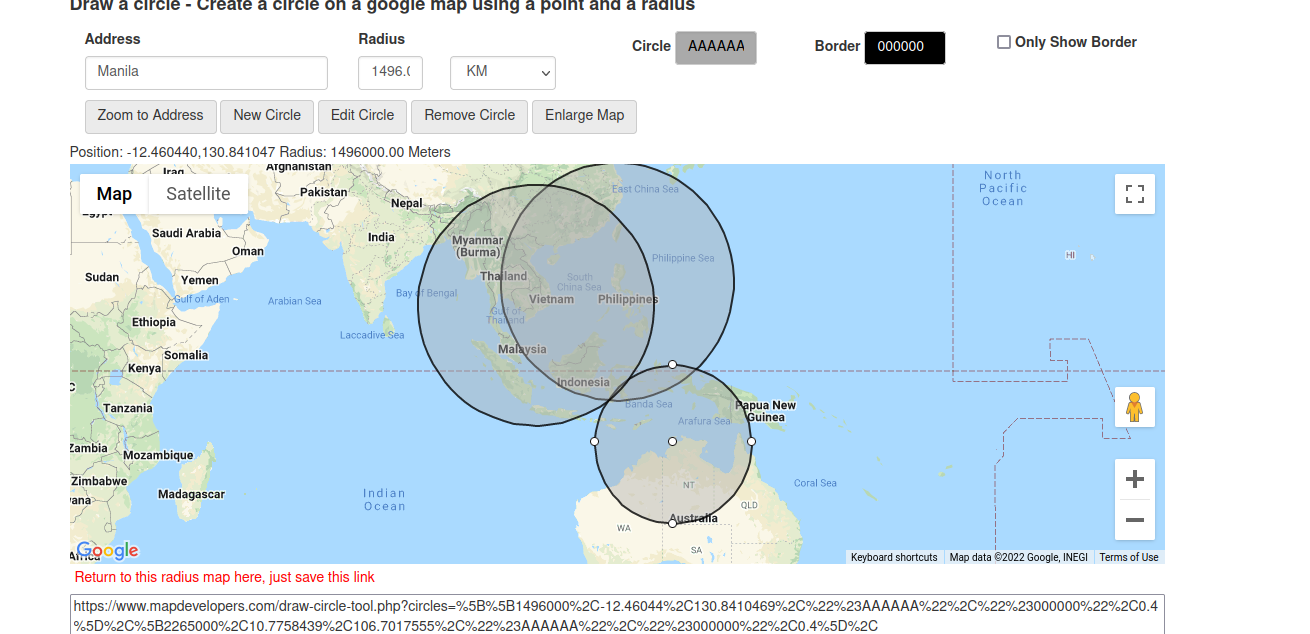 Draw a circle - Create a circle on a google map using a point and a radius
Address
Radius
Circle AAAAAA
Border 000000
Only Show Border
Manila
1496.(
KM
Zoom to Address
New Circle
Edit Circle
Remove Circle
Enlarge Map
Position: -12.460440,130.841047 Radius: 1496000.00 Meters
Map
Satellite
Iraq
Afghanistan
Pakistan
Nepal
Egypt
Saudi Arabia
Oman
India
Myanmar
(Burma)
East China Sea
North
Pacific
Ocean
HI
Sudan
Yemen
Gulf of Aden
Arabian Sea
Bay of Bengal
Thailand
South
China Sea
Philippine Sea
Vietnam
Philippines
Gulf of
Thailand
Ethiopia
Laccadive Sea
Somalia
Malaysia
Kenya
Indonesia
Banda Sea
Papua New
Guinea
Arafura Sea
Tanzania
Zambia
Mozambique
Zimbabwe
Madagascar
Indian
Ocean
NT
Coral Sea
QLD
WA
Australia
SA
Google
Keyboard shortcuts
Map data ©2022 Google, INEGI
Terms of Use
Return to this radius map here, just save this link
https://www.mapdevelopers.com/draw-circle-tool.php?circles=%5B%5B1496000%2C-12.46044%2C130.8410469%2C%22%23AAAAAA%22%2C%22%23000000%22%2C0.4
%5D%2C%5B2265000%2C10.7758439%2C106.7017555%2C%22%23AAAAAA%22%2C%22%23000000%22%2C0.4%5D%2C